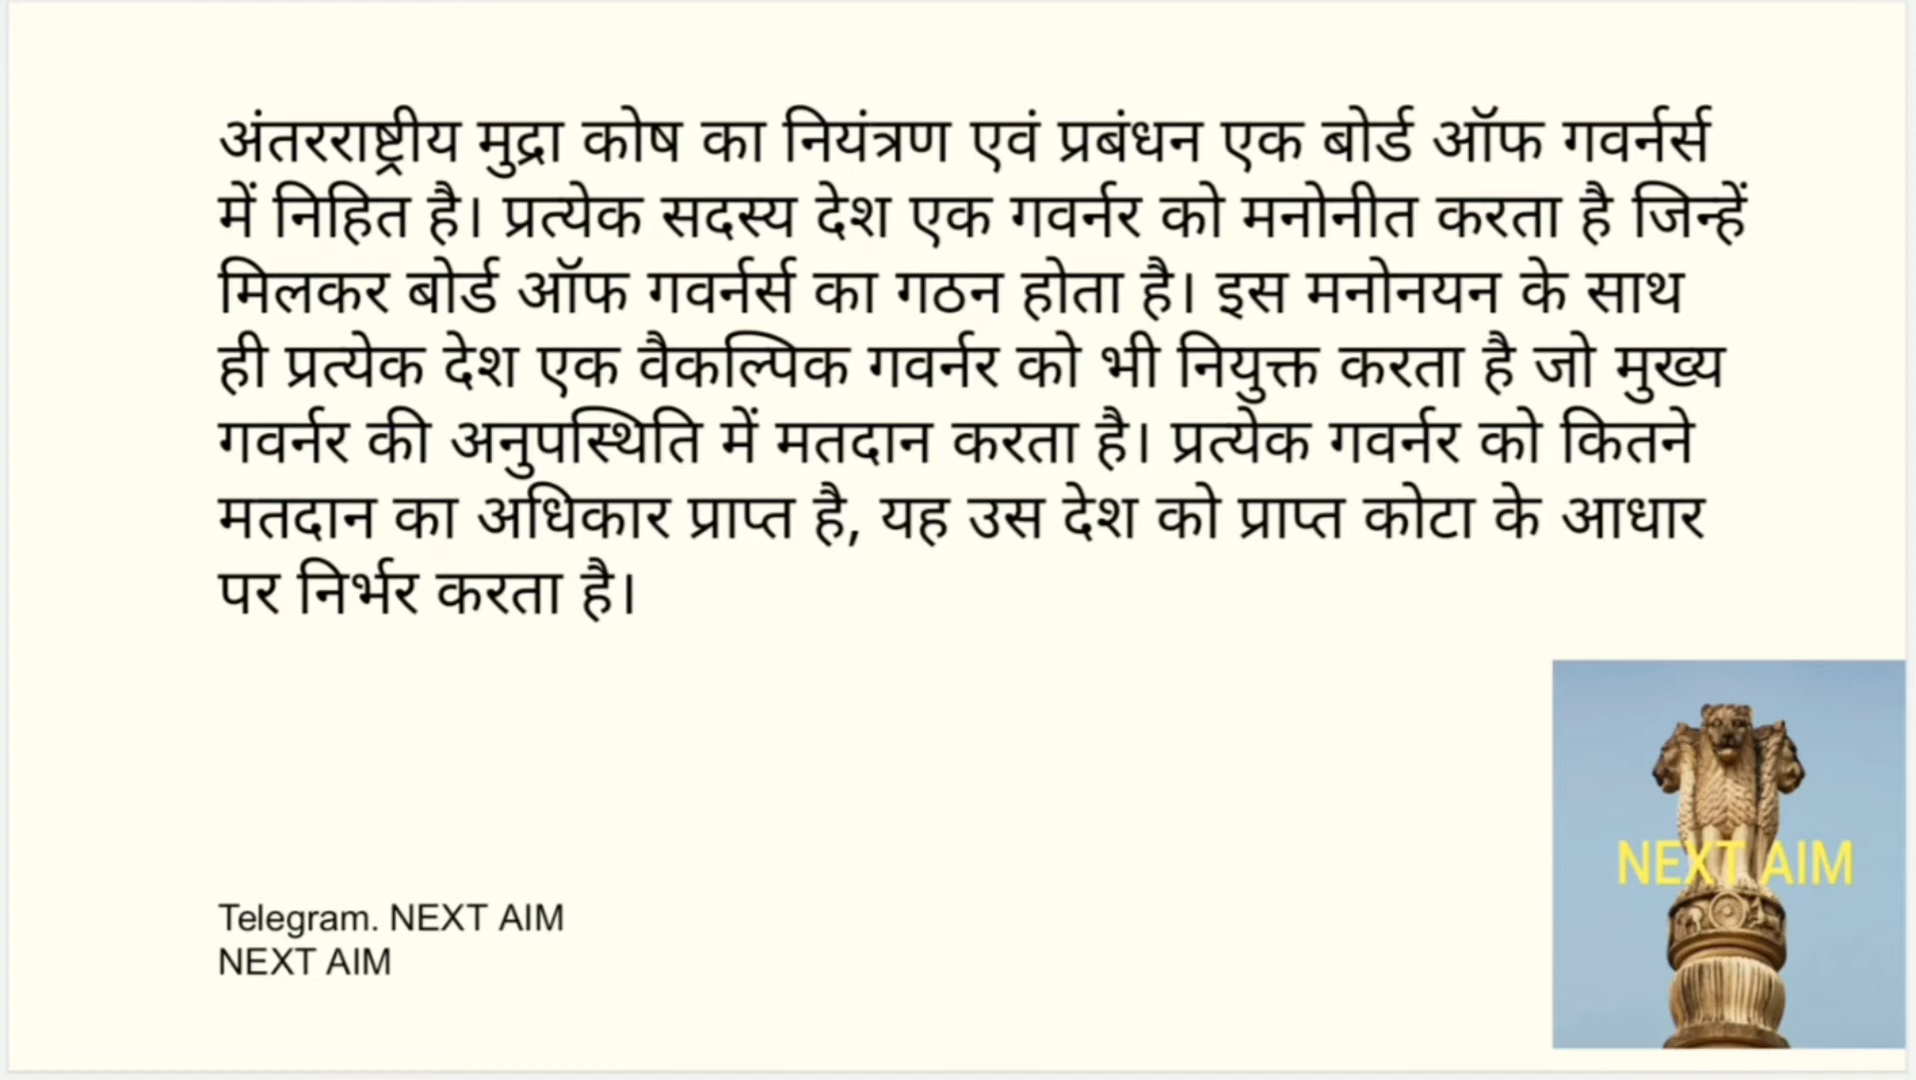 अंतरराष्ट्रीय मुद्रा कोष का नियंत्रण एवं प्रबंधन एक बोर्ड ऑफ गवर्नर्स
में निहित है। प्रत्येक सदस्य देश एक गवर्नर को मनोनीत करता है जिन्हें
मिलकर बोर्ड ऑफ गवर्नर्स का गठन होता है। इस मनोनयन के साथ
ही प्रत्येक देश एक वैकल्पिक गवर्नर को भी नियुक्त करता है जो मुख्य
गवर्नर की अनुपस्थिति में मतदान करता है। प्रत्येक गवर्नर को कितने
मतदान का अधिकार प्राप्त है, यह उस देश को प्राप्त कोटा के आधार
पर निर्भर करता है।
NEXT AIM
Telegram. NEXT AIM
NEXT AIM